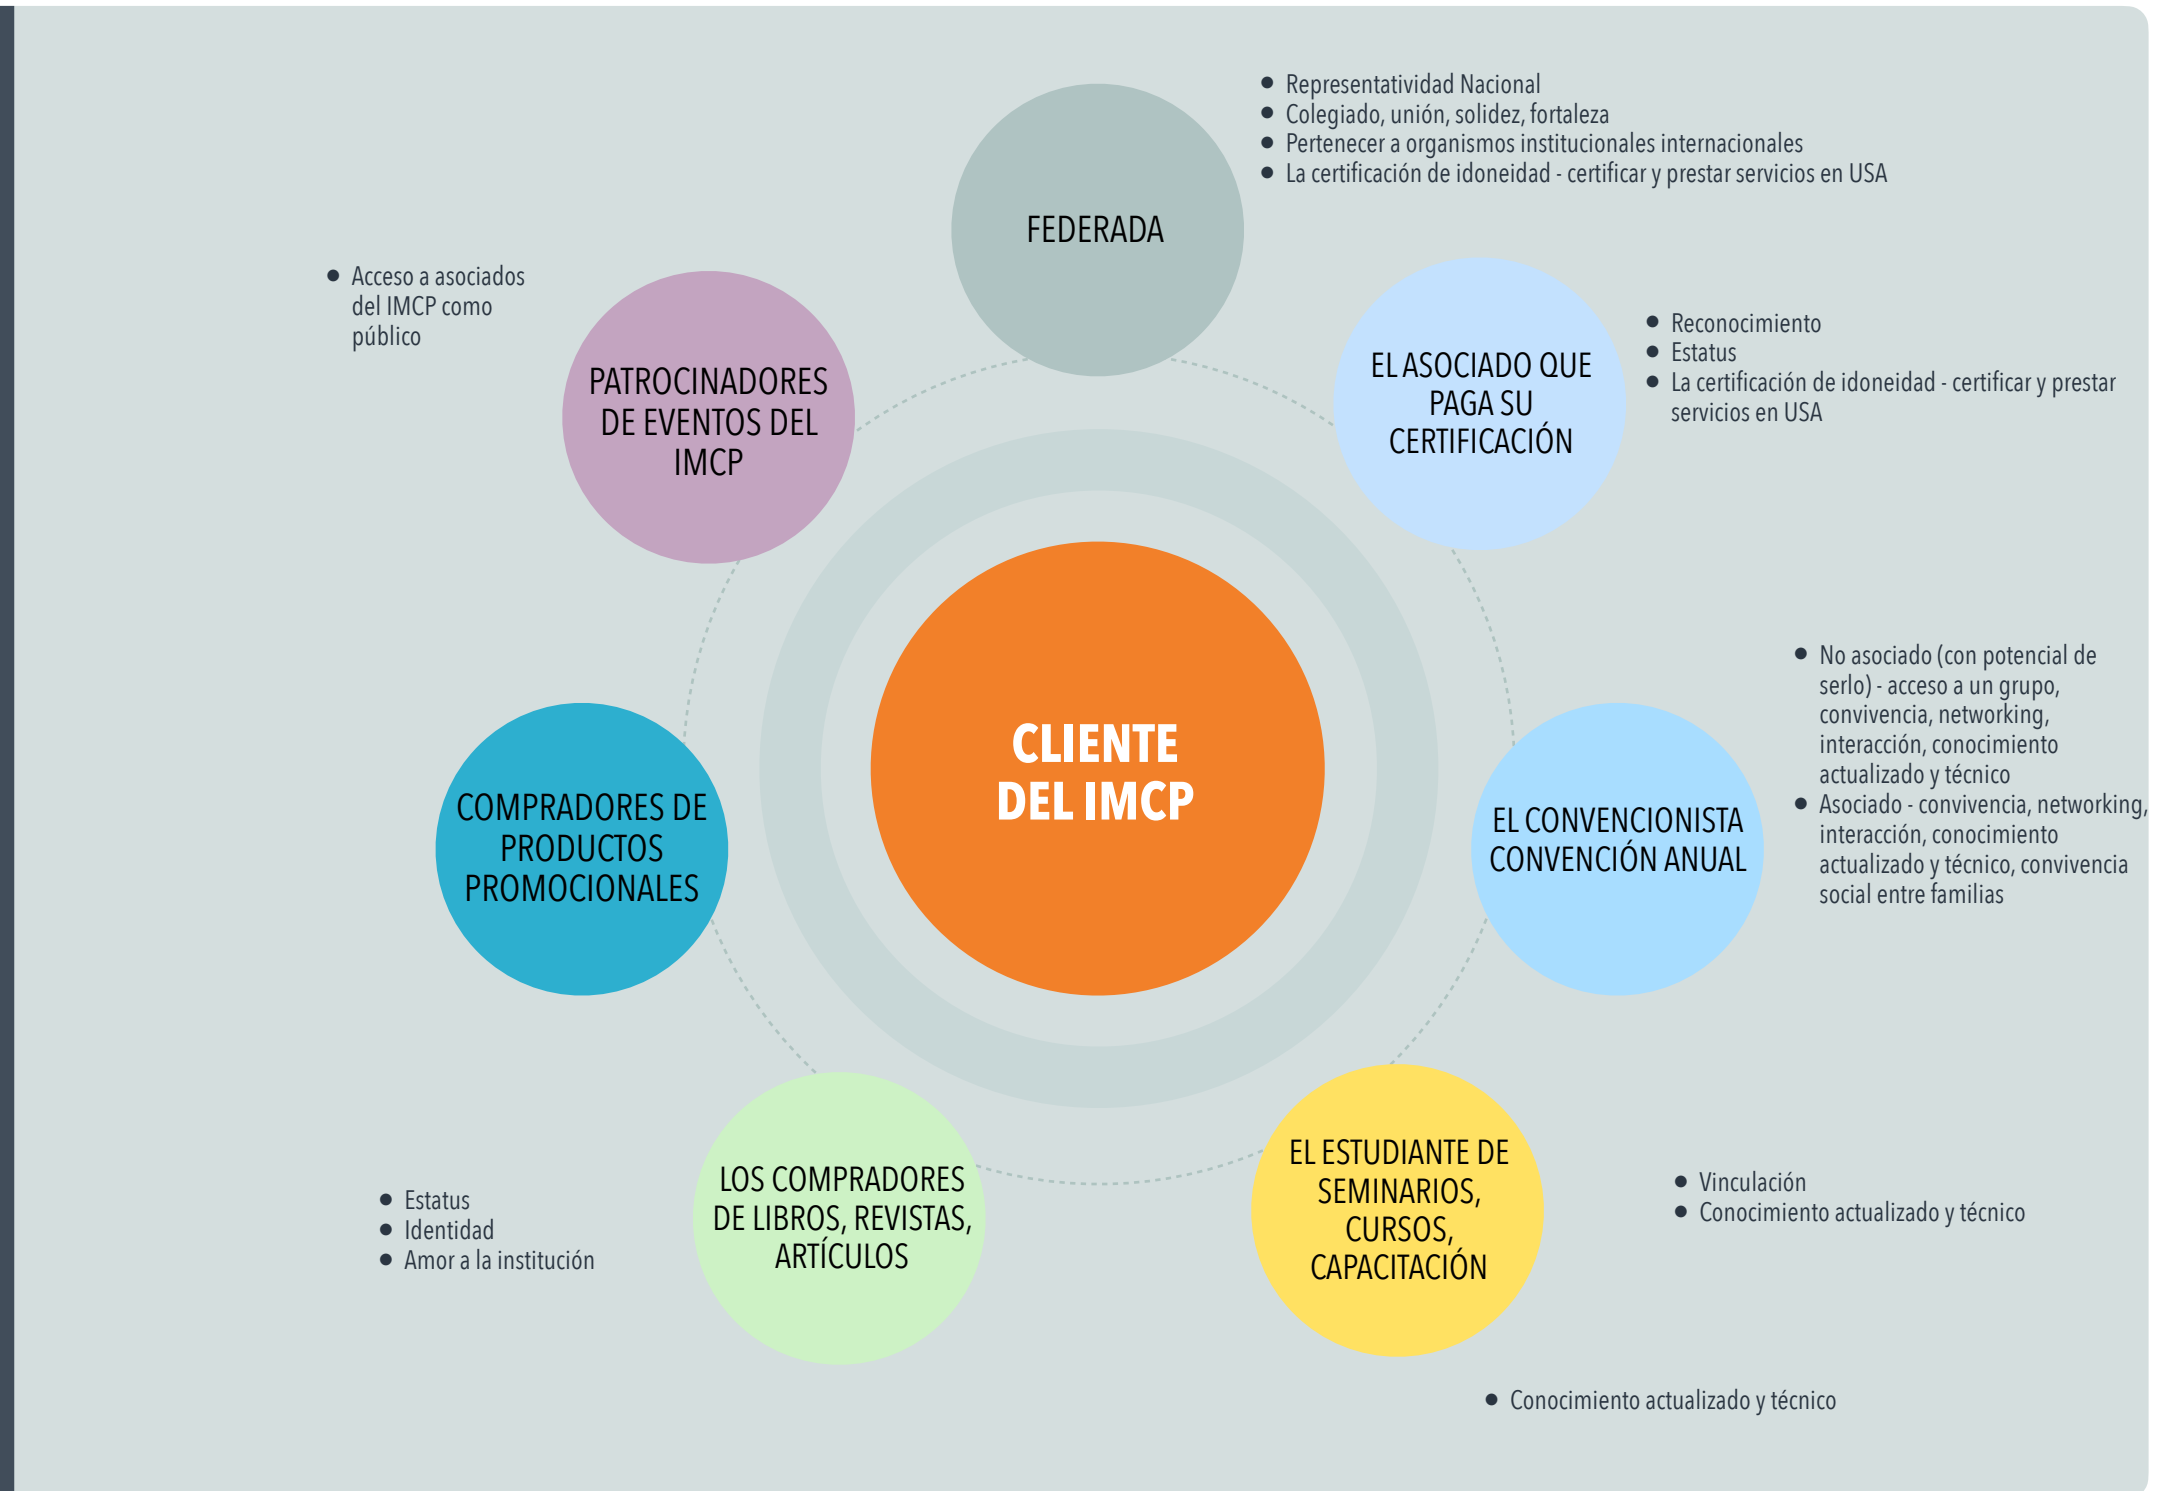 FEDERADA
● Representatividad Nacional
● Colegiado, unión, solidez, fortaleza
● Pertenecer a organismos institucionales internacionales
● La certificación de idoneidad - certificar y prestar servicios en USA
EL ASOCIADO QUE
PAGA SU
CERTIFICACIÓN
● Reconocimiento
● Estatus
● La certificación de idoneidad - certificar y prestar
servicios en USA
EL CONVENCIONISTA
CONVENCIÓN ANUAL
● No asociado (con potencial de
serlo) - acceso a un grupo,
convivencia, networking,
interacción, conocimiento
actualizado y técnico
● Asociado - convivencia, networking,
interacción, conocimiento
actualizado y técnico, convivencia
social entre familias
EL ESTUDIANTE DE
SEMINARIOS,
CURSOS,
CAPACITACIÓN
● Vinculación
● Conocimiento actualizado y técnico
● Conocimiento actualizado y técnico
LOS COMPRADORES
DE LIBROS, REVISTAS,
ARTÍCULOS
● Estatus
● Identidad
● Amor a la institución
COMPRADORES DE
PRODUCTOS
PROMOCIONALES
PATROCINADORES
DE EVENTOS DEL
IMCP
● Acceso a asociados
del IMCP como
público
CLIENTE
DEL IMCP